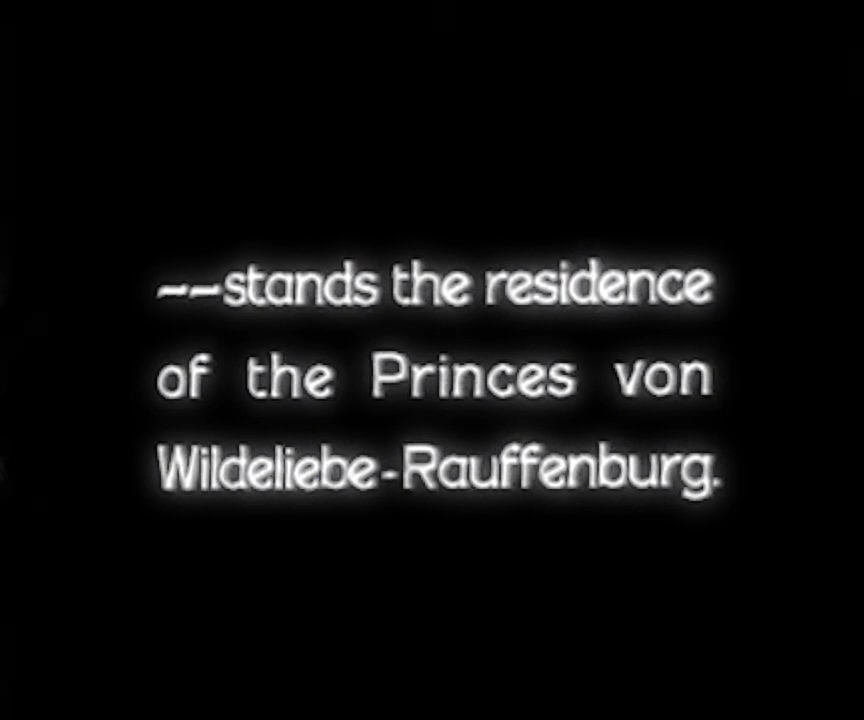 --stands the residence
of the Princes von
Wildeliebe-Rauffenburg.